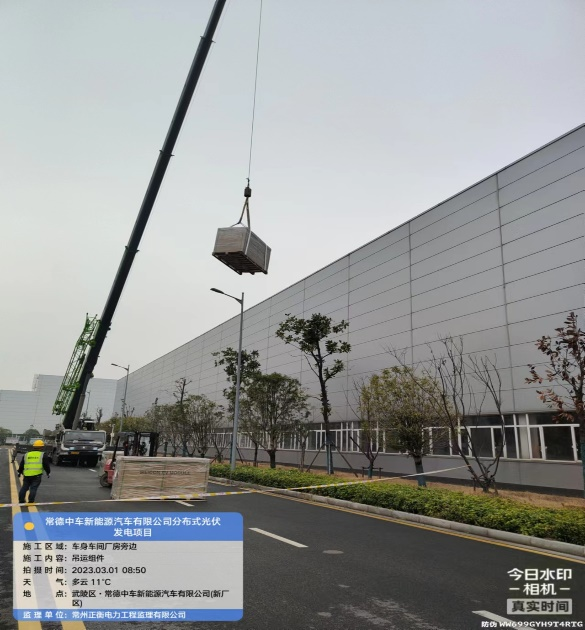 常德中车新能源汽车有限公司分布式光伏
发电项目
施工区域：车身车间厂房旁边
施工内容：吊运组件
拍摄时间：2023.03.01 08:50
天气：多云 11℃
地点：武陵区·常德中车新能源汽车有限公司(新厂
区)
监理单位：常州正衡电力工程监理有限公司
今日水印
-相机-
真实时间
防伪 WW699GYH9T4RTG